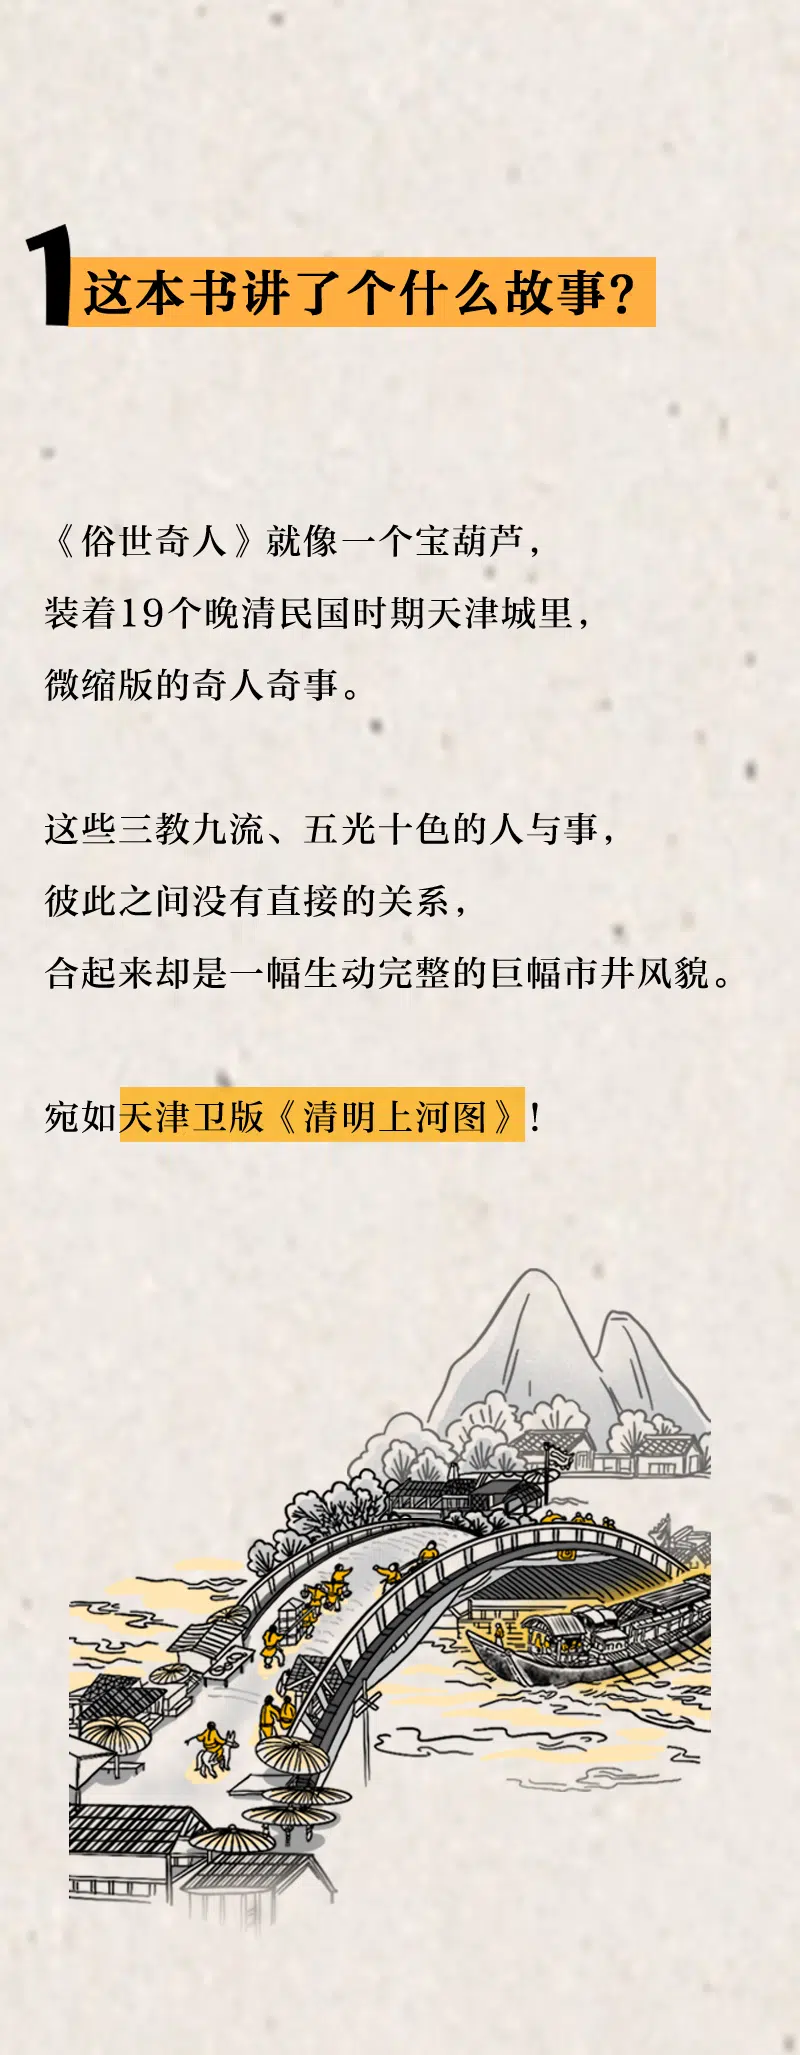 1
这本书讲了个什么故事?
《俗世奇人》就像一个宝葫芦,
装着19个晚清民国时期天津城里,
微缩版的奇人奇事。
这些三教九流、五光十色的人与事,
彼此之间没有直接的关系,
合起来却是一幅生动完整的巨幅市井风貌。
宛如天津卫版《清明上河图》!